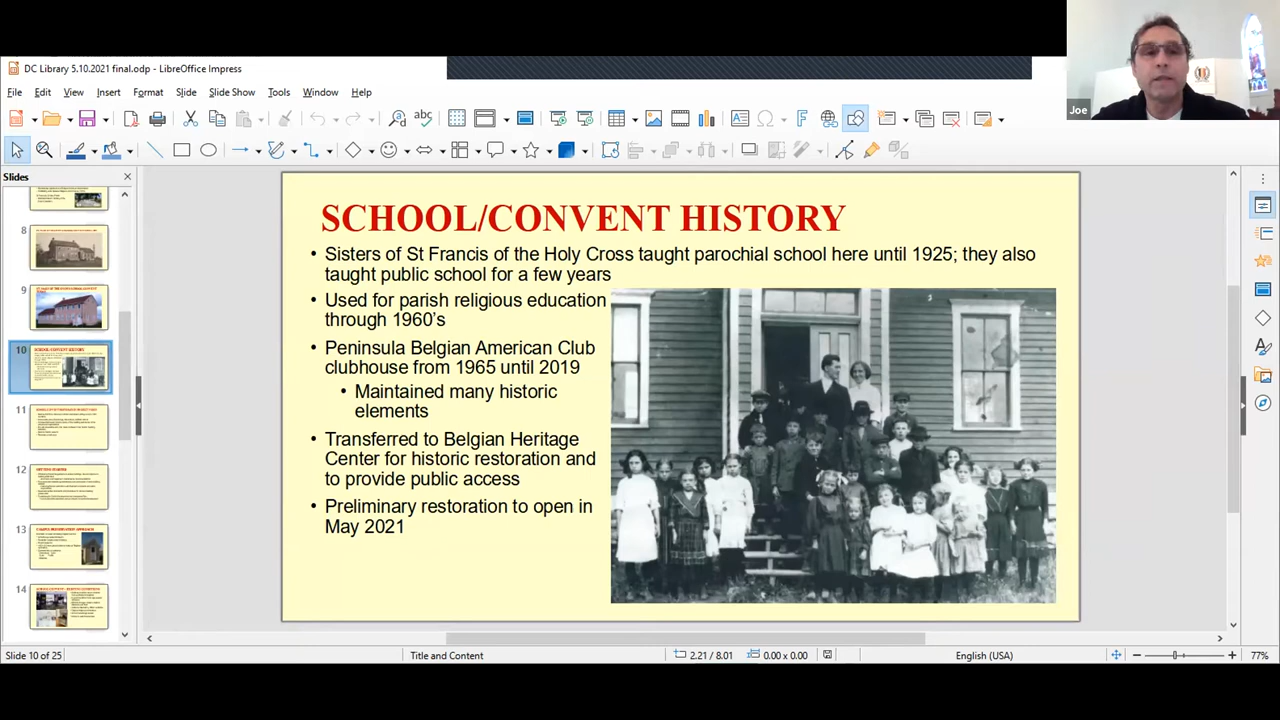 DC Library 5.10.2021 final.odp - LibreOffice Impress
Joe
File Edit View Insert Format Slide Slide Show Tools Window Help
Slides
8
9
10
11
12
13
14
SCHOOL/CONVENT HISTORY
• Sisters of St Francis of the Holy Cross taught parochial school here until 1925; they also
taught public school for a few years
• Used for parish religious education
through 1960's
• Peninsula Belgian American Club
clubhouse from 1965 until 2019
• Maintained many historic
elements
• Transferred to Belgian Heritage
Center for historic restoration and
to provide public access
• Preliminary restoration to open in
May 2021
Slide 10 of 25 Title and Content 2.21 / 8.01 0.00 x 0.00 English (USA) 77%